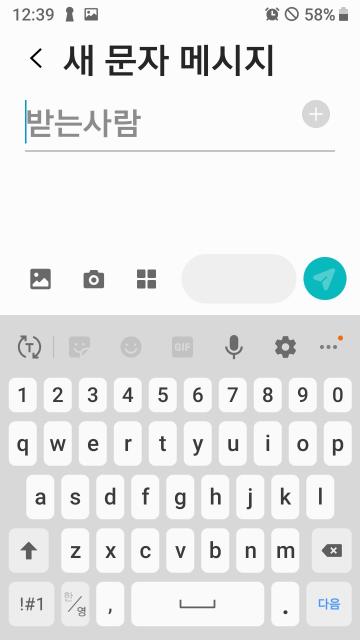 12:39 58%
새 문자 메시지
받는사람
GIF
1 2 3 4 5 6 7 8 9 0
q w e r t y u i o p
a s d f g h j k l
z x c v b n m
!#1 한/영 , . 다음